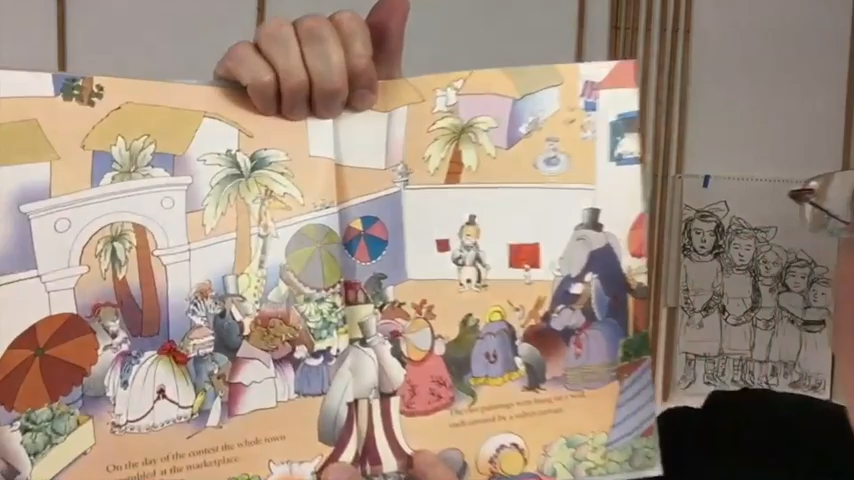 On the day of the contest the whole town
assembled at the marketplace.
The two paintings were hung on a wall,
each covered by a velvet curtain.